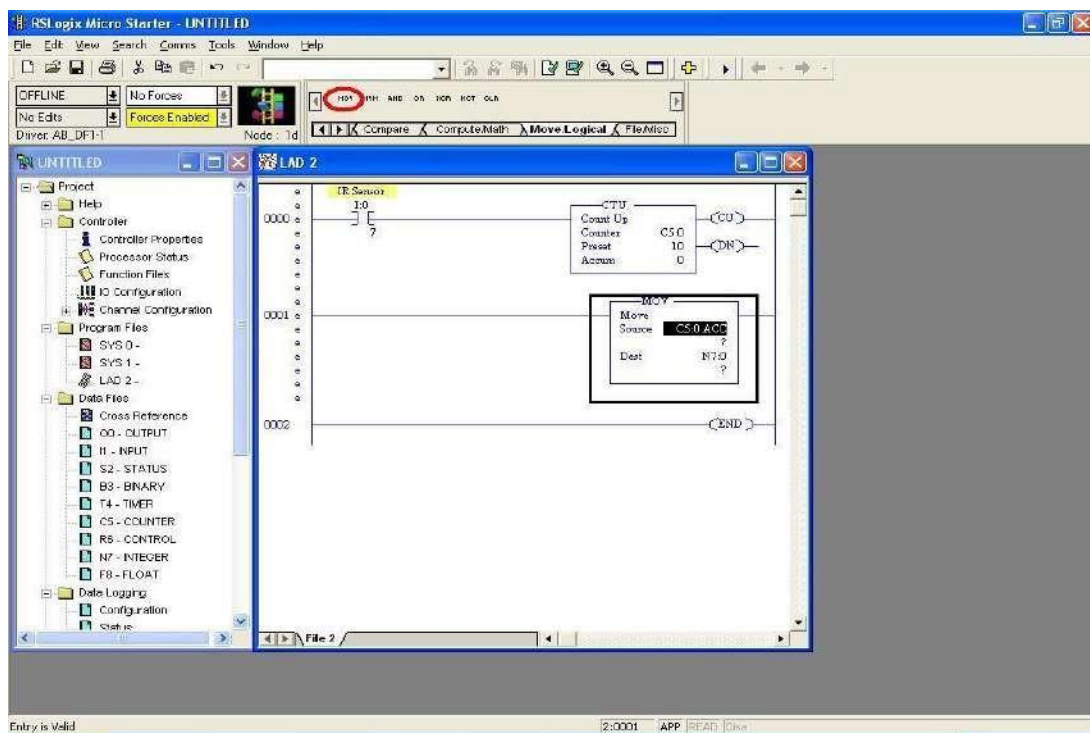 RSLogix Micro Starter - UNTITLED
File Edit View Search Comms Tools Window Help
OFFLINE No Forces
No Edits Forces Enabled
Driver: AB_DF1-1 Node : 1d
MOV AND OR XOR NOT CLR
Compare Compute/Math Move/Logical File/Misc
UNTITLED
Project
Help
Controller
Controller Properties
Processor Status
Function Files
IO Configuration
Channel Configuration
Program Files
SYS 0 -
SYS 1 -
LAD 2 -
Data Files
Cross Reference
O0 - OUTPUT
I1 - INPUT
S2 - STATUS
B3 - BINARY
T4 - TIMER
C5 - COUNTER
R6 - CONTROL
N7 - INTEGER
F8 - FLOAT
Data Logging
Configuration
Status
LAD 2
IR Sensor
I:0
0000
7
CTU
Count Up
Counter C5:0
Preset 10
Accum 0
CU
DN
0001
MOV
Move
Source C5:0.ACC
?
Dest N7:0
?
0002
END
File 2
Entry is Valid
2:0001 APP READ